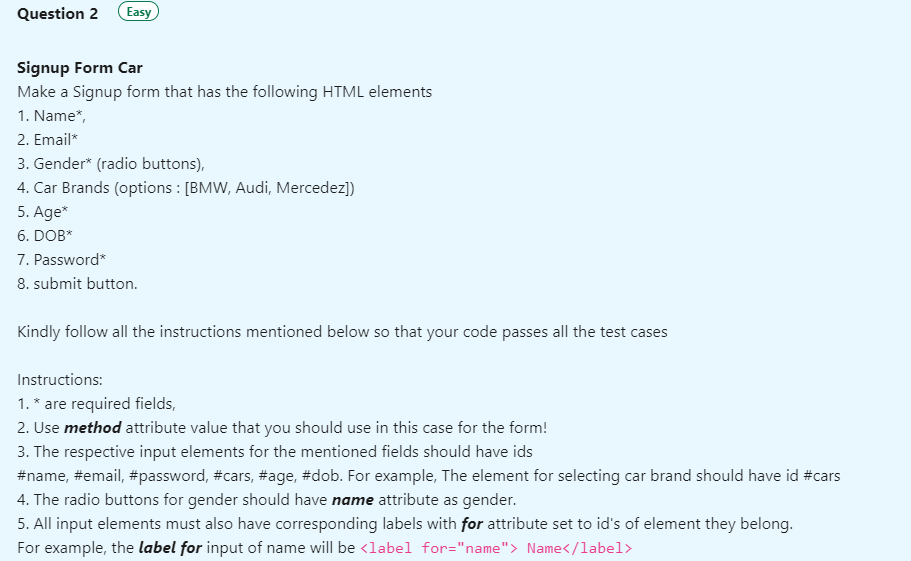 Question 2 Easy
Signup Form Car
Make a Signup form that has the following HTML elements
1. Name*,
2. Email*
3. Gender* (radio buttons),
4. Car Brands (options : [BMW, Audi, Mercedez])
5. Age*
6. DOB*
7. Password*
8. submit button.
Kindly follow all the instructions mentioned below so that your code passes all the test cases
Instructions:
1. * are required fields,
2. Use method attribute value that you should use in this case for the form!
3. The respective input elements for the mentioned fields should have ids
#name, #email, #password, #cars, #age, #dob. For example, The element for selecting car brand should have id #cars
4. The radio buttons for gender should have name attribute as gender.
5. All input elements must also have corresponding labels with for attribute set to id's of element they belong.
For example, the label for input of name will be <label for="name"> Name</label>